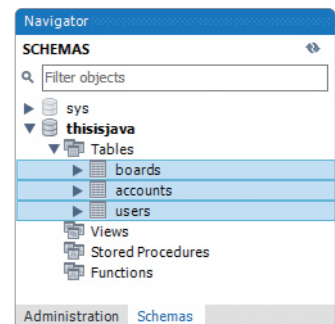 Navigator
SCHEMAS
Filter objects
sys
thisisjava
Tables
boards
accounts
users
Views
Stored Procedures
Functions
Administration Schemas